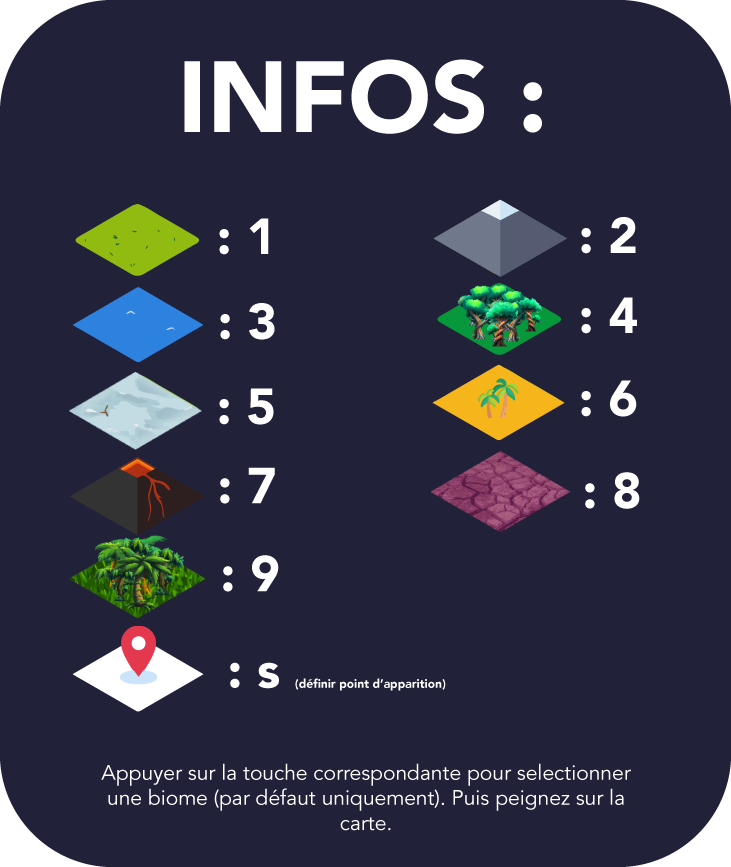 INFOS :
: 1
: 2
: 3
: 4
: 5
: 6
: 7
: 8
: 9
: s (définir point d’apparition)
Appuyer sur la touche correspondante pour selectionner
une biome (par défaut uniquement). Puis peignez sur la
carte.